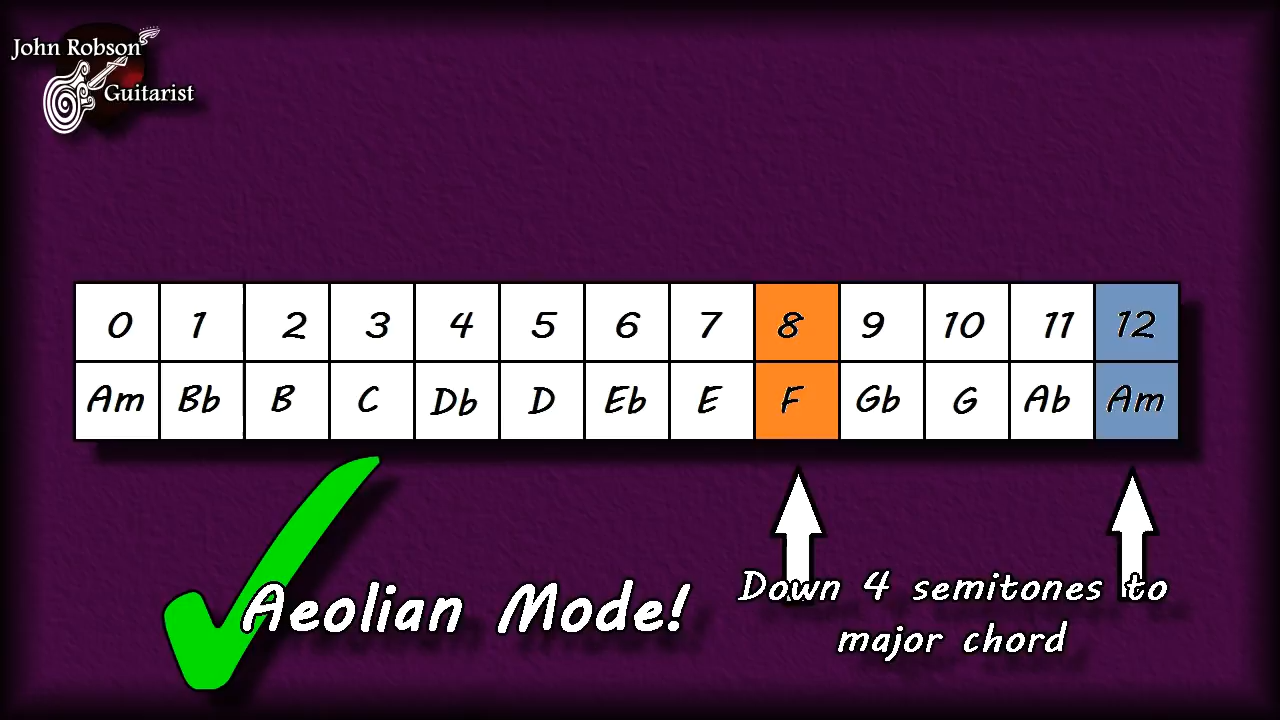 John Robson
Guitarist
0 1 2 3 4 5 6 7 8 9 10 11 12
Am Bb B C Db D Eb E F Gb G Ab Am
Aeolian Mode!
Down 4 semitones to
major chord